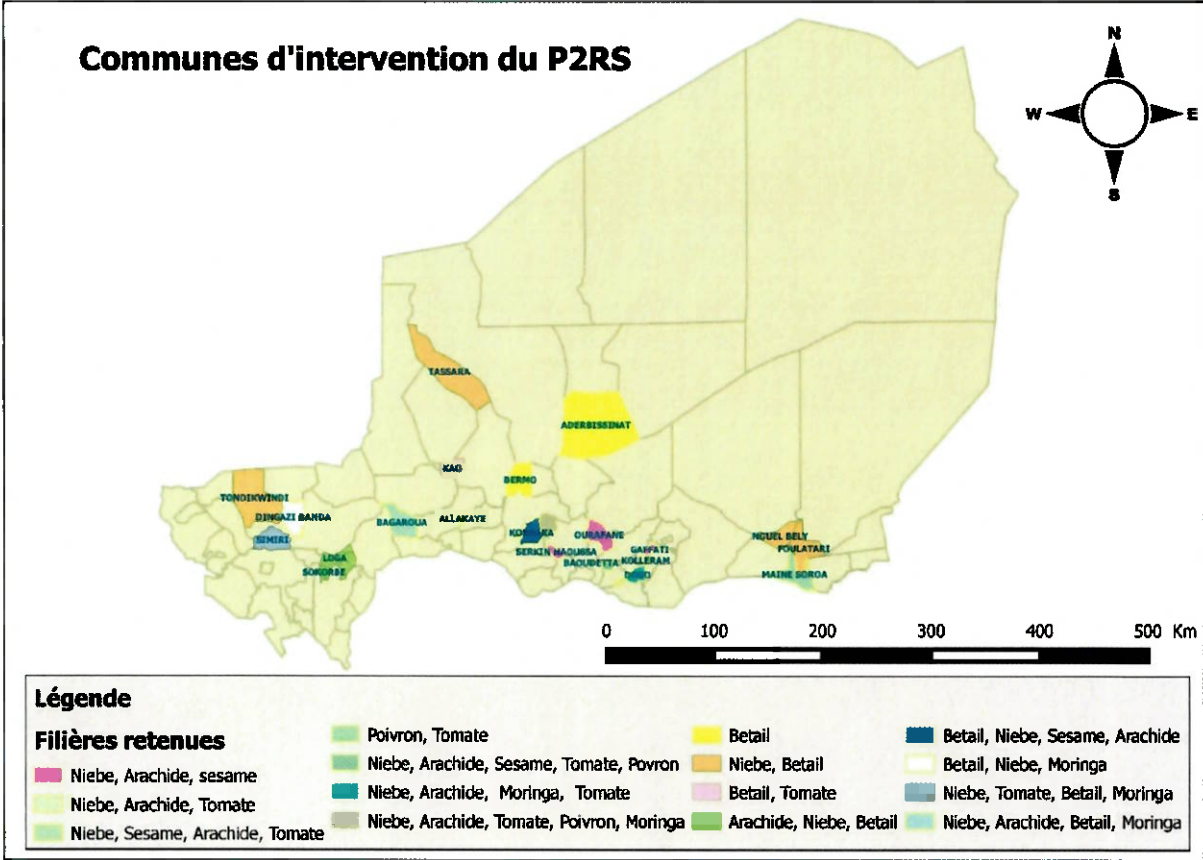 Communes d'intervention du P2RS
N
W
E
S
TASSARA
ADERBISSINAT
KAO
BERMO
TONDIKWINDI
DINGAZI BANDA
BAGAROUA
ALLAKAYE
SIMIRI
OURAFANE
NGUEL BELY
SERKIN HAOUSSA
GAFFATI
FOULATARI
LOGA
BAOUDETTA
KOLLERAM
SOKORBE
MAINE SOROA
0 100 200 300 400 500 Km
Légende
Filières retenues
Niebe, Arachide, sesame
Niebe, Arachide, Tomate
Niebe, Sesame, Arachide, Tomate
Poivron, Tomate
Niebe, Arachide, Sesame, Tomate, Povron
Niebe, Arachide, Moringa, Tomate
Niebe, Arachide, Tomate, Poivron, Moringa
Betail
Niebe, Betail
Betail, Tomate
Arachide, Niebe, Betail
Betail, Niebe, Sesame, Arachide
Betail, Niebe, Moringa
Niebe, Tomate, Betail, Moringa
Niebe, Arachide, Betail, Moringa